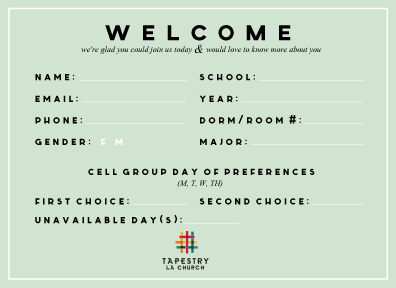 WELCOME
we're glad you could join us today & would love to know more about you
NAME: SCHOOL:
EMAIL: YEAR:
PHONE: DORM/ROOM #:
GENDER: F M MAJOR:
CELL GROUP DAY OF PREFERENCES
(M, T, W, TH)
FIRST CHOICE: SECOND CHOICE:
UNAVAILABLE DAY(S):
TAPESTRY
LA CHURCH